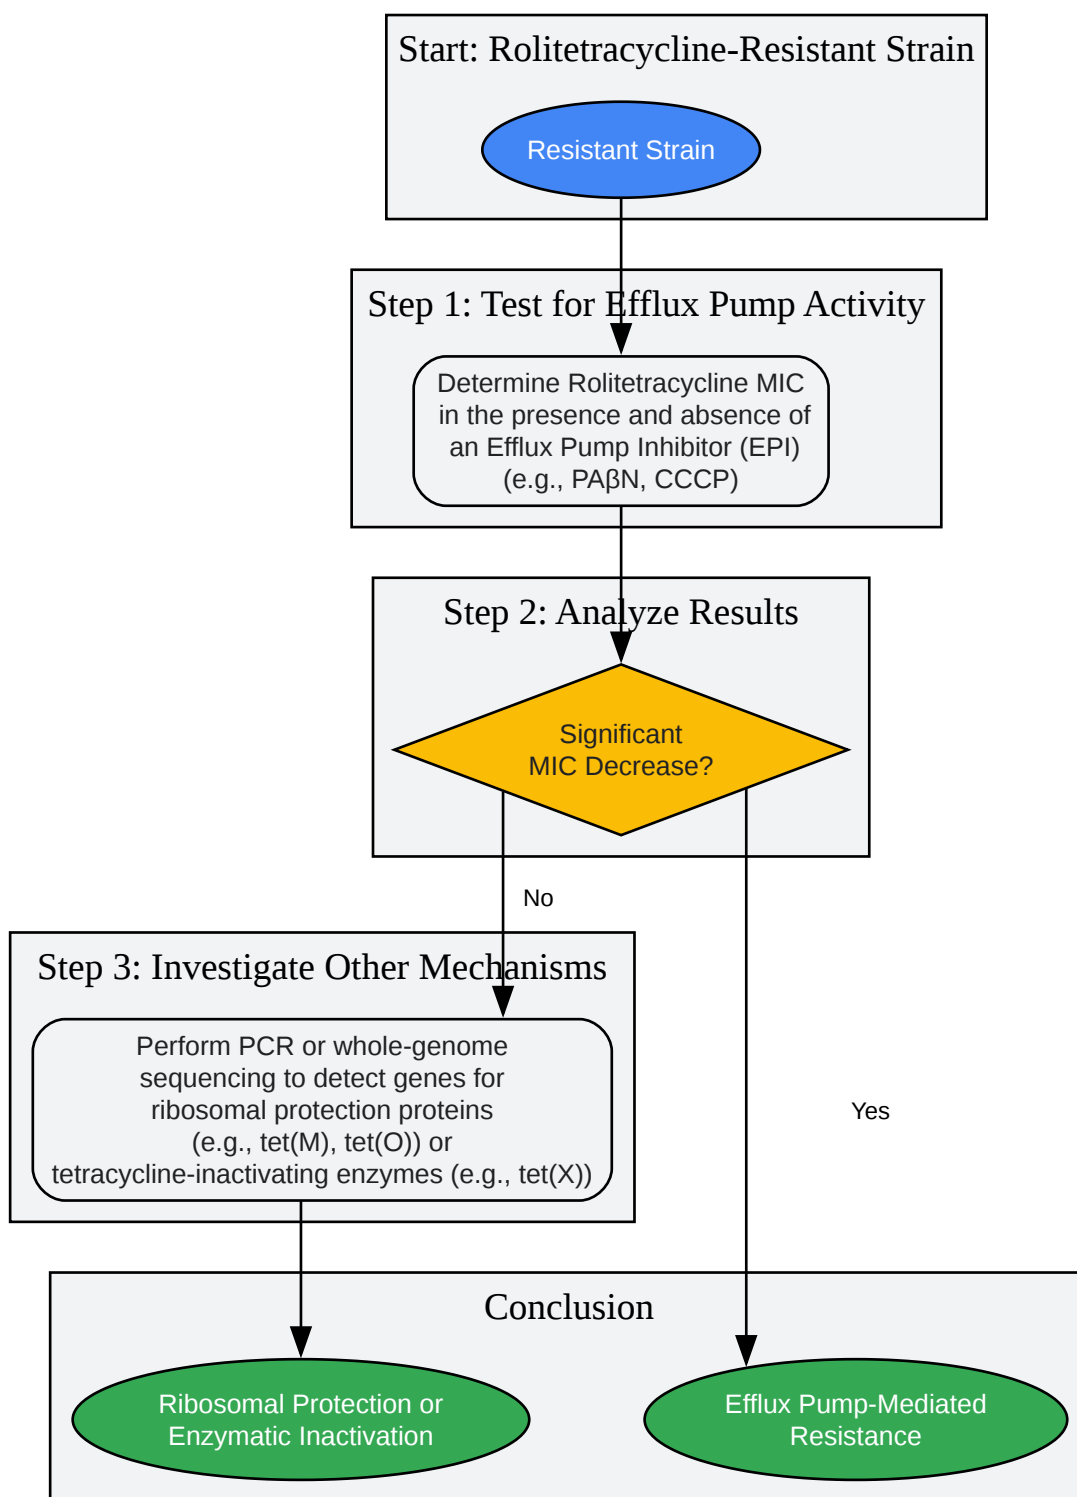 Start: Rolitetracycline-Resistant Strain
Resistant Strain
Step 1: Test for Efflux Pump Activity
Determine Rolitetracycline MIC
in the presence and absence of
an Efflux Pump Inhibitor (EPI)
(e.g., PAβN, CCCP)
Step 2: Analyze Results
Significant
MIC Decrease?
No
Step 3: Investigate Other Mechanisms
Perform PCR or whole-genome
sequencing to detect genes for
ribosomal protection proteins
(e.g., tet(M), tet(O)) or
tetracycline-inactivating enzymes (e.g., tet(X))
Yes
Conclusion
Ribosomal Protection or
Enzymatic Inactivation
Efflux Pump-Mediated
Resistance